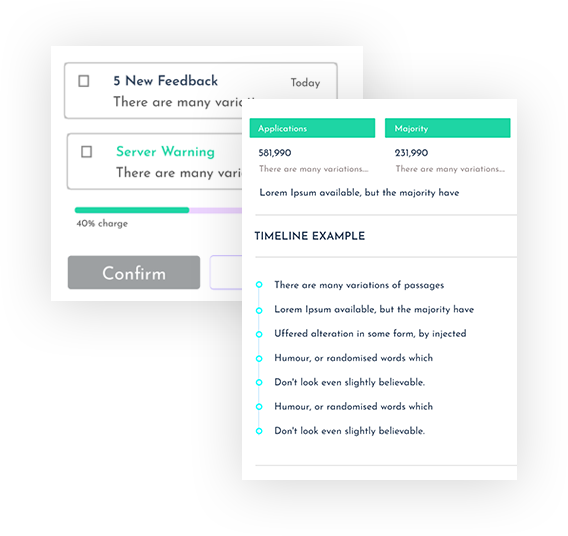 5 New Feedback
Today
There are many variati
Server Warning
There are many vari
40% charge
Confirm
Applications
Majority
581,990
231,990
There are many variations...
There are many variations...
Lorem Ipsum available, but the majority have
TIMELINE EXAMPLE
There are many variations of passages
Lorem Ipsum available, but the majority have
Uffered alteration in some form, by injected
Humour, or randomised words which
Don't look even slightly believable.
Humour, or randomised words which
Don't look even slightly believable.